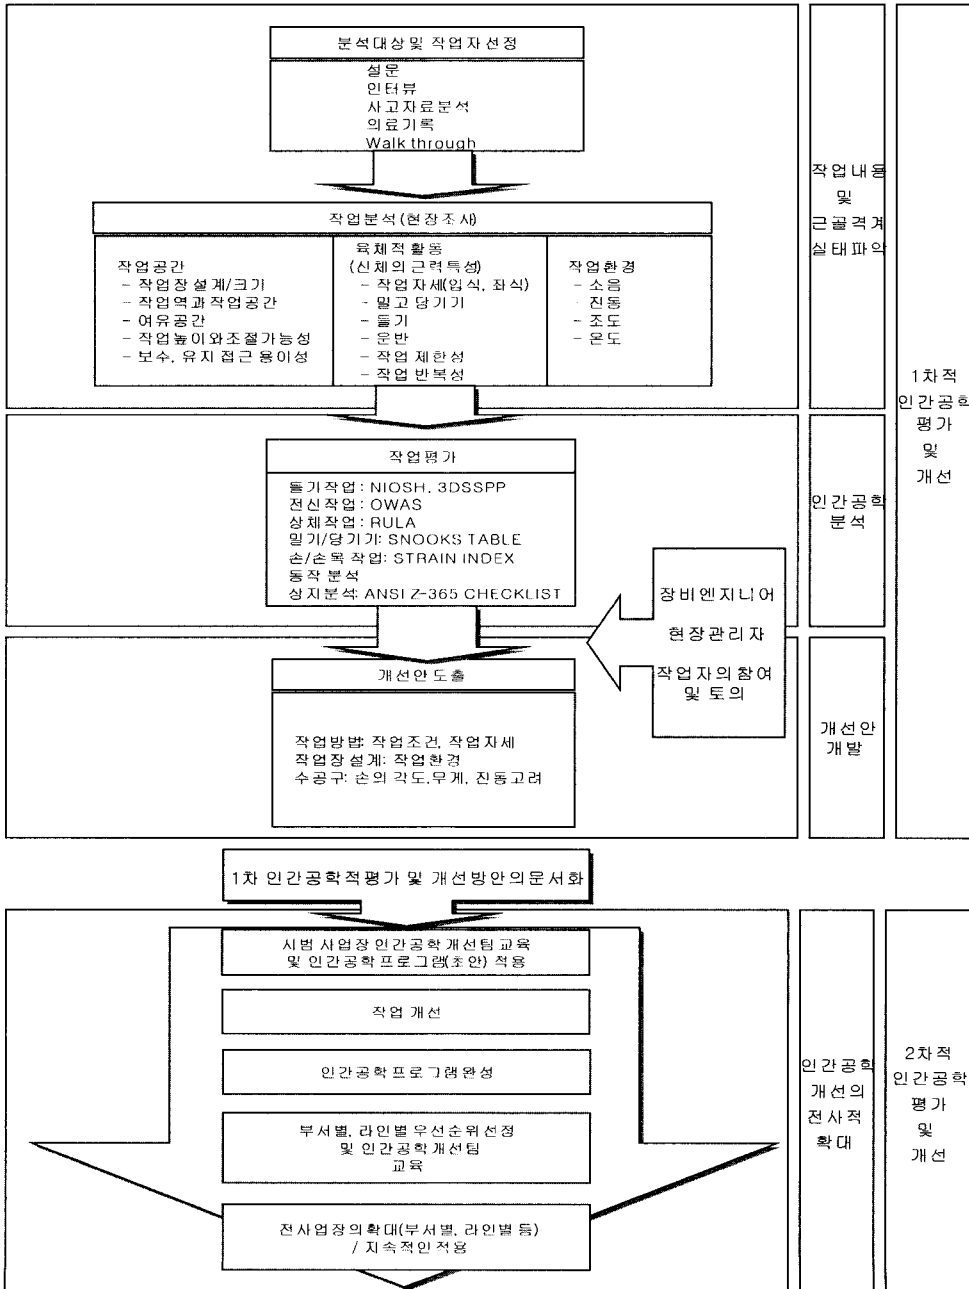 분석대상 및 작업자선정
설문
인터뷰
사고자료분석
의료기록
Walk through
작업분석(현장조사)
작업공간
- 작업장 설계/크기
- 작업역과 작업공간
- 여유공간
- 작업높이와조절가능성
- 보수, 유지 접근 용이성
육체적활동
(신체의 근력특성)
- 작업자세(입식, 좌식)
- 밀고 당기기
- 들기
- 운반
- 작업 제한성
- 작업 반복성
작업환경
- 소음
- 진동
- 조도
- 온도
작업내용
및
근골격계
실태파악
작업평가
들기작업: NIOSH, 3DSSPP
전신작업: OWAS
상체작업: RULA
밀기/당기기: SNOOKS TABLE
손/손목 작업: STRAIN INDEX
동작 분석
상지분석: ANSI Z-365 CHECKLIST
인간공학
분석
장비엔지니어
현장관리자
작업자의참여
및 토의
개선안 도출
작업방법: 작업조건, 작업자세
작업장설계: 작업환경
수공구: 손의 각도,무게, 진동고려
개선안
개발
1차적
인간공학
평가
및
개선
1차 인간공학적평가 및 개선방안의문서화
시범 사업장 인간공학 개선팀 교육
및 인간공학 프로그램(초안) 적용
작업 개선
인간공학 프로그램완성
부서별, 라인별 우선순위선정
및 인간공학개선팀
교육
전사업장의확대(부서별, 라인별 등)
/ 지속적인적용
인간공학
개선의
전사적
확대
2차적
인간공학
평가
및
개선